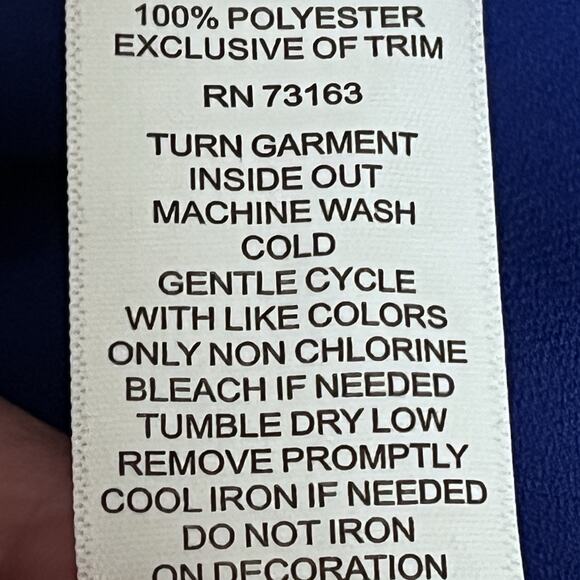 100% POLYESTER
EXCLUSIVE OF TRIM
RN 73163
TURN GARMENT
INSIDE OUT
MACHINE WASH
COLD
GENTLE CYCLE
WITH LIKE COLORS
ONLY NON CHLORINE
BLEACH IF NEEDED
TUMBLE DRY LOW
REMOVE PROMPTLY
COOL IRON IF NEEDED
DO NOT IRON
ON DECORATION